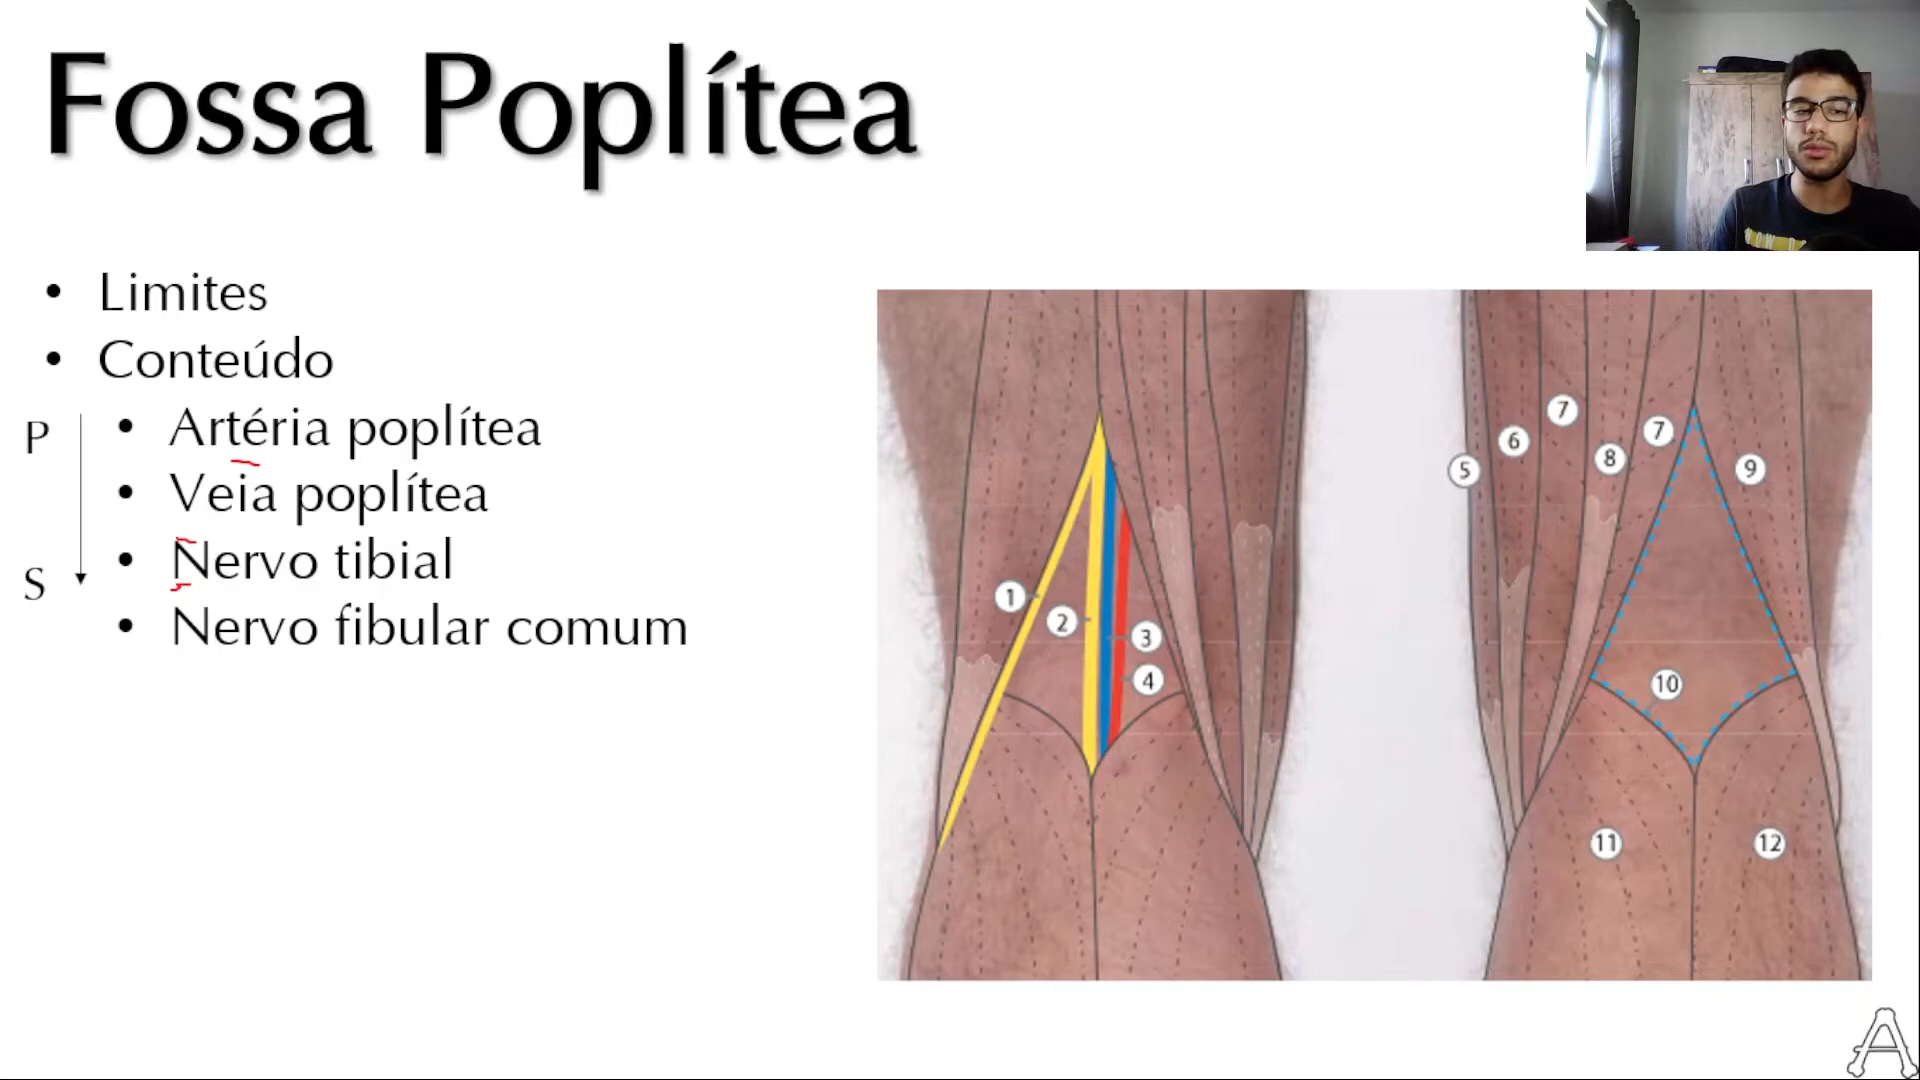 Fossa Poplítea
• Limites
• Conteúdo
P
• Artéria poplítea
• Veia poplítea
• Nervo tibial
S
• Nervo fibular comum
7
7
6
8
5
9
1
2
3
4
10
11
12
A